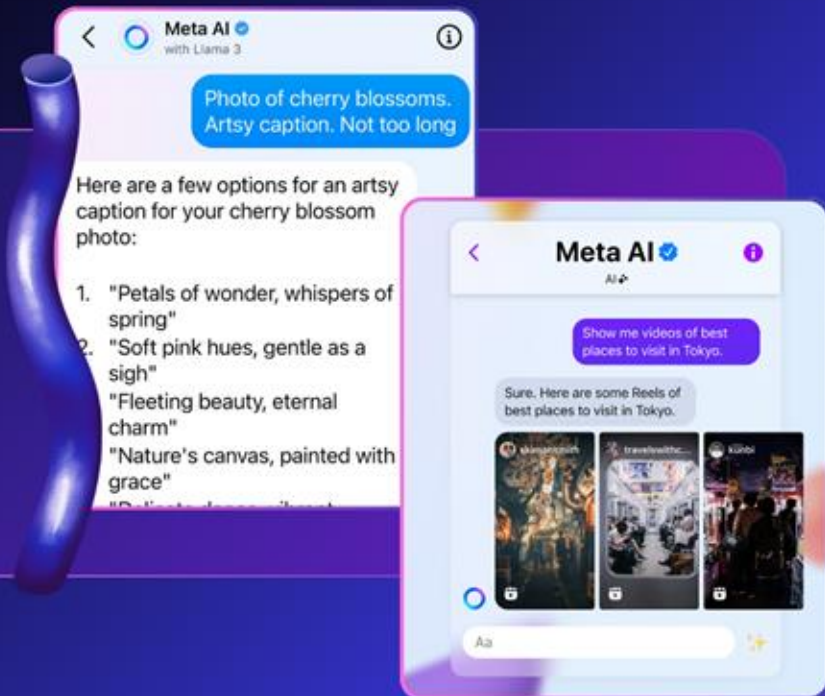 Meta AI
with Llama 3
Photo of cherry blossoms.
Artsy caption. Not too long
Here are a few options for an artsy
caption for your cherry blossom
photo:
1. "Petals of wonder, whispers of
spring"
2. "Soft pink hues, gentle as a
sigh"
"Fleeting beauty, eternal
charm"
"Nature's canvas, painted with
grace"
Meta AI
AI
Show me videos of best
places to visit in Tokyo.
Sure. Here are some Reels of
best places to visit in Tokyo.
travelswithc...
kunbi
Aa